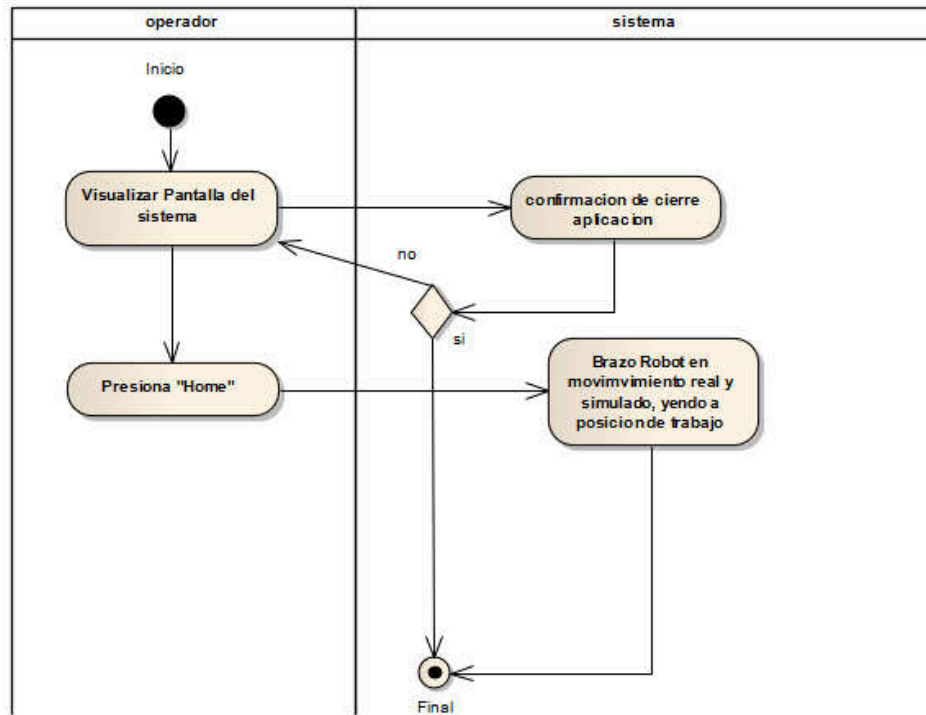 operador
sistema
Inicio
Visualizar Pantalla del
sistema
confirmacion de cierre
aplicacion
no
si
Presiona "Home"
Brazo Robot en
movimvimiento real y
simulado, yendo a
posicion de trabajo
Final